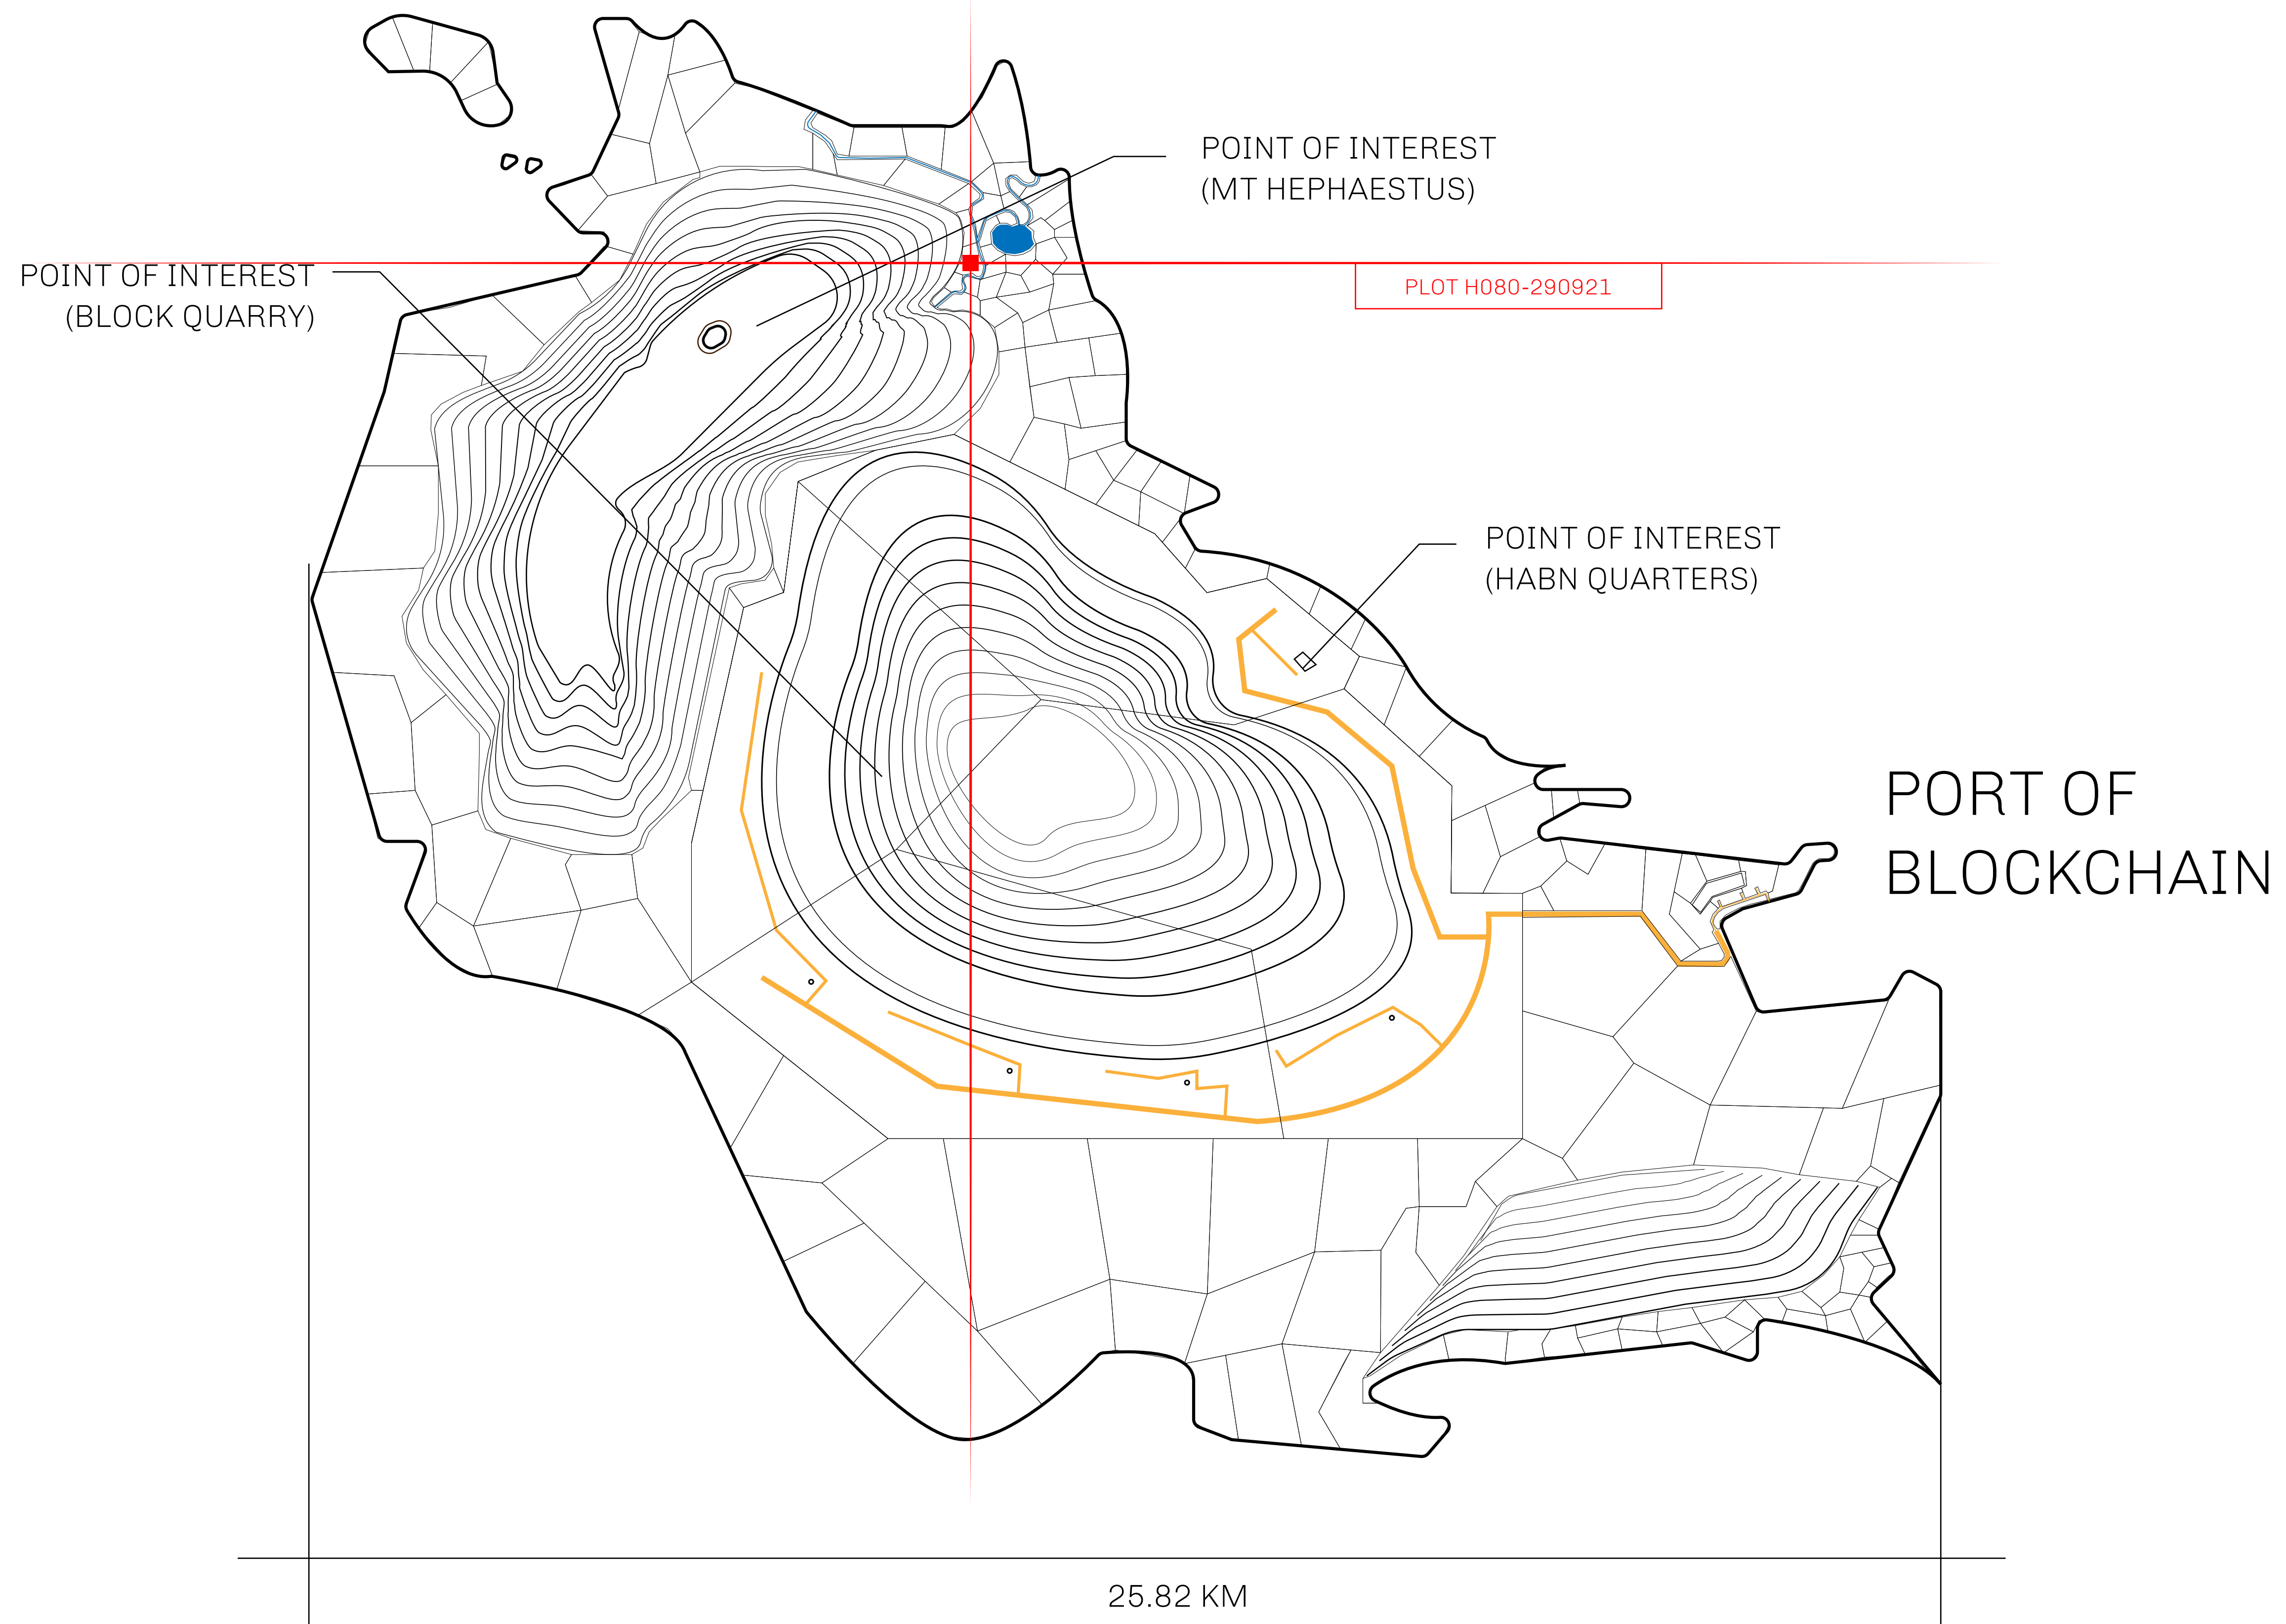 POINT OF INTEREST
(MT HEPHAESTUS)
POINT OF INTEREST
(BLOCK QUARRY)
PLOT H080-290921
POINT OF INTEREST
(HABN QUARTERS)
PORT OF
BLOCKCHAIN
25.82 KM